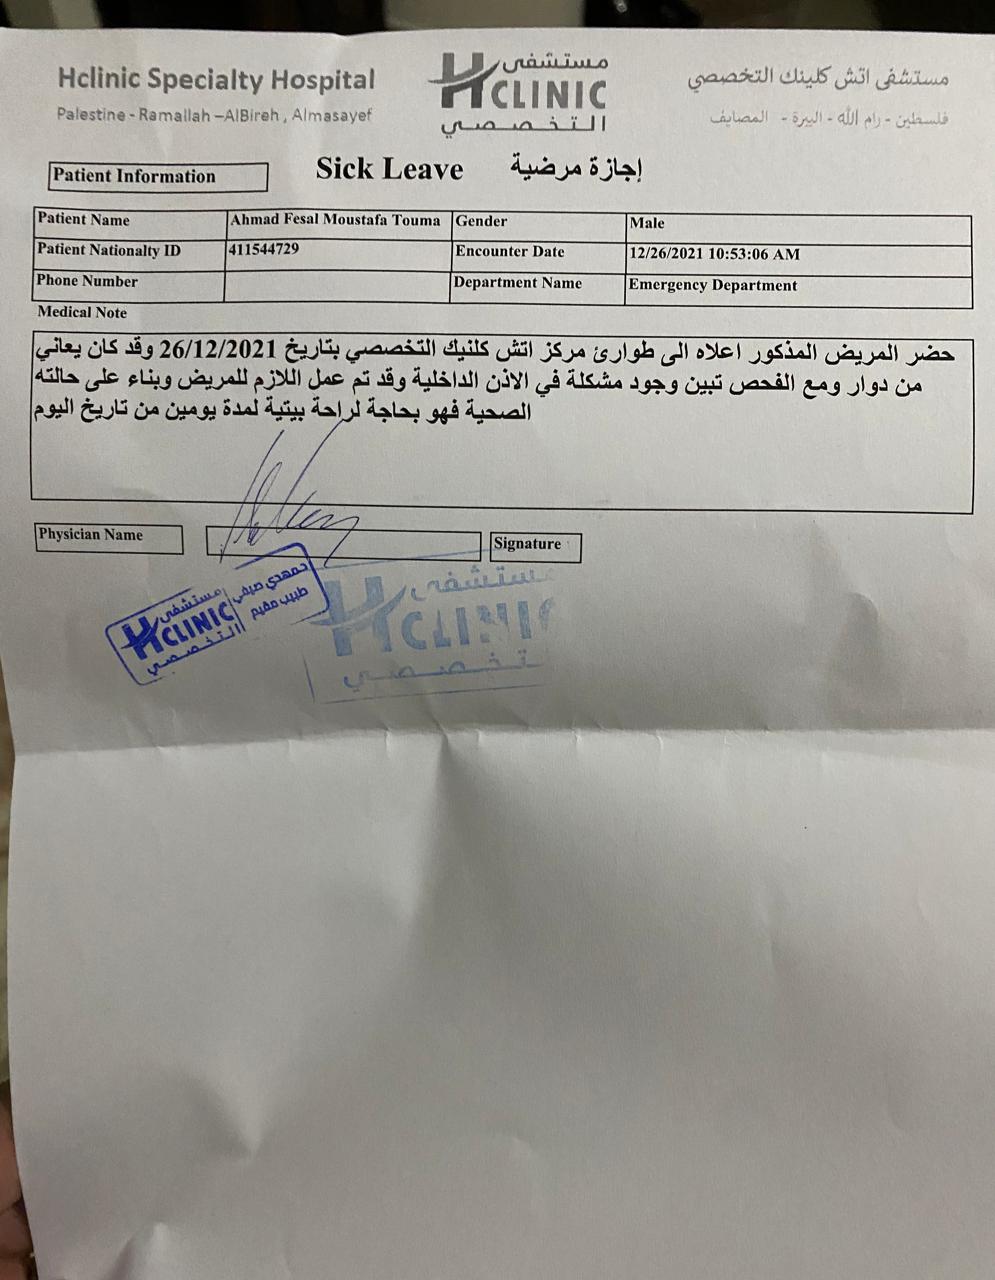 Hclinic Specialty Hospital
Palestine - Ramallah –AlBireh , Almasayef
مستشفى
HCLINIC
التخصصي
مستشفى اتش كلينك التخصصي
فلسطين - رام الله - البيرة - المصايف
Patient Information
Sick Leave إجازة مرضية
Patient Name Ahmad Fesal Moustafa Touma Gender Male
Patient Nationalty ID 411544729 Encounter Date 12/26/2021 10:53:06 AM
Phone Number Department Name Emergency Department
Medical Note
حضر المريض المذكور اعلاه الى طوارئ مركز اتش كلنيك التخصصي بتاريخ 26/12/2021 وقد كان يعاني
من دوار ومع الفحص تبين وجود مشكلة في الاذن الداخلية وقد تم عمل اللازم للمريض وبناء على حالته
الصحية فهو بحاجة لراحة بيتية لمدة يومين من تاريخ اليوم
Physician Name
Signature
مستشفى
HCLINIC
التخصصي
طبيب مقيم
مستشفى
HCLINIC